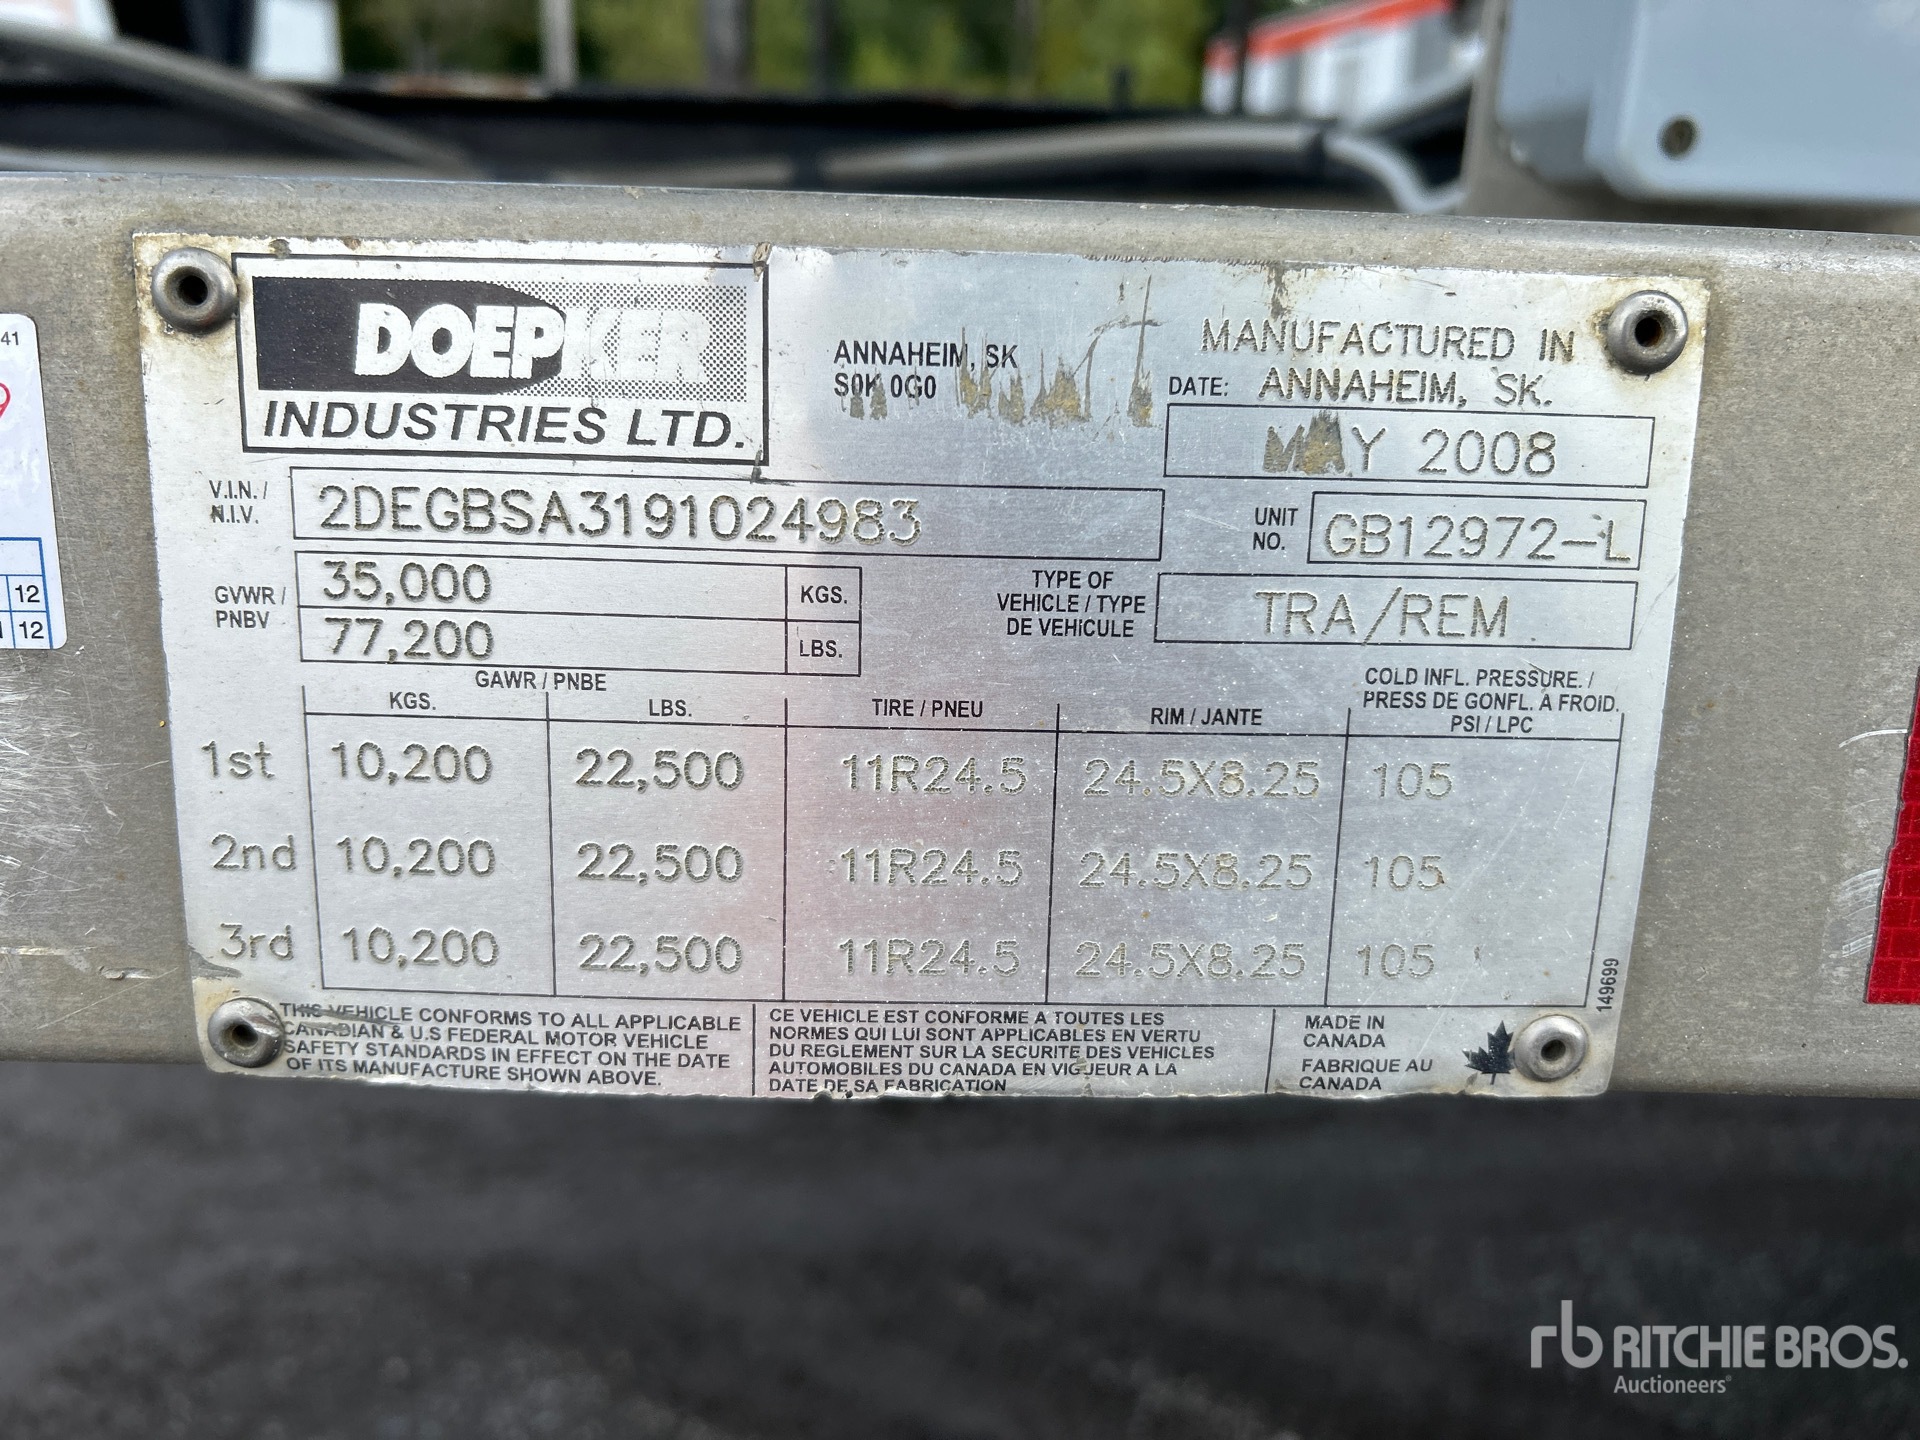 DOEPKER
INDUSTRIES LTD.
ANNAHEIM, SK
S0K 0G0
MANUFACTURED IN
DATE: ANNAHEIM, SK.
MAY 2008
V.I.N. /
N.I.V.
2DEGBSA3191024983
UNIT
NO.
GB12972-L
GVWR /
PNBV
35,000 KGS.
77,200 LBS.
TYPE OF
VEHICLE / TYPE
DE VEHICULE
TRA/REM
GAWR / PNBE
KGS. LBS. TIRE / PNEU RIM / JANTE
COLD INFL. PRESSURE. /
PRESS DE GONFL. A FROID.
PSI / LPC
1st 10,200 22,500 11R24.5 24.5X8.25 105
2nd 10,200 22,500 11R24.5 24.5X8.25 105
3rd 10,200 22,500 11R24.5 24.5X8.25 105
149699
THIS VEHICLE CONFORMS TO ALL APPLICABLE
CANADIAN & U.S FEDERAL MOTOR VEHICLE
SAFETY STANDARDS IN EFFECT ON THE DATE
OF ITS MANUFACTURE SHOWN ABOVE.
CE VEHICLE EST CONFORME A TOUTES LES
NORMES QUI LUI SONT APPLICABLES EN VERTU
DU REGLEMENT SUR LA SECURITE DES VEHICLES
AUTOMOBILES DU CANADA EN VIGUEUR A LA
DATE DE SA FABRICATION
MADE IN
CANADA
FABRIQUE AU
CANADA
41
9
12
12
rb RITCHIE BROS.
Auctioneers